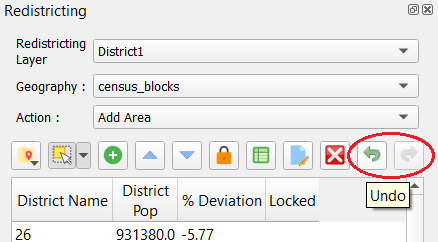 Redistricting
Redistricting
Layer
District1
Geography :
census_blocks
Action :
Add Area
Undo
District Name
District
Pop
% Deviation
Locked
26
931380.0
-5.77